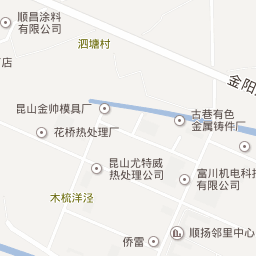 顺昌涂料
有限公司
泗塘村
店
金阳
昆山金帅模具厂
古巷有色
金属铸件厂
花桥热处理厂
昆山尤特威
热处理公司
富川机电科技
有限公司
木梳洋泾
侨雷
顺扬邻里中心